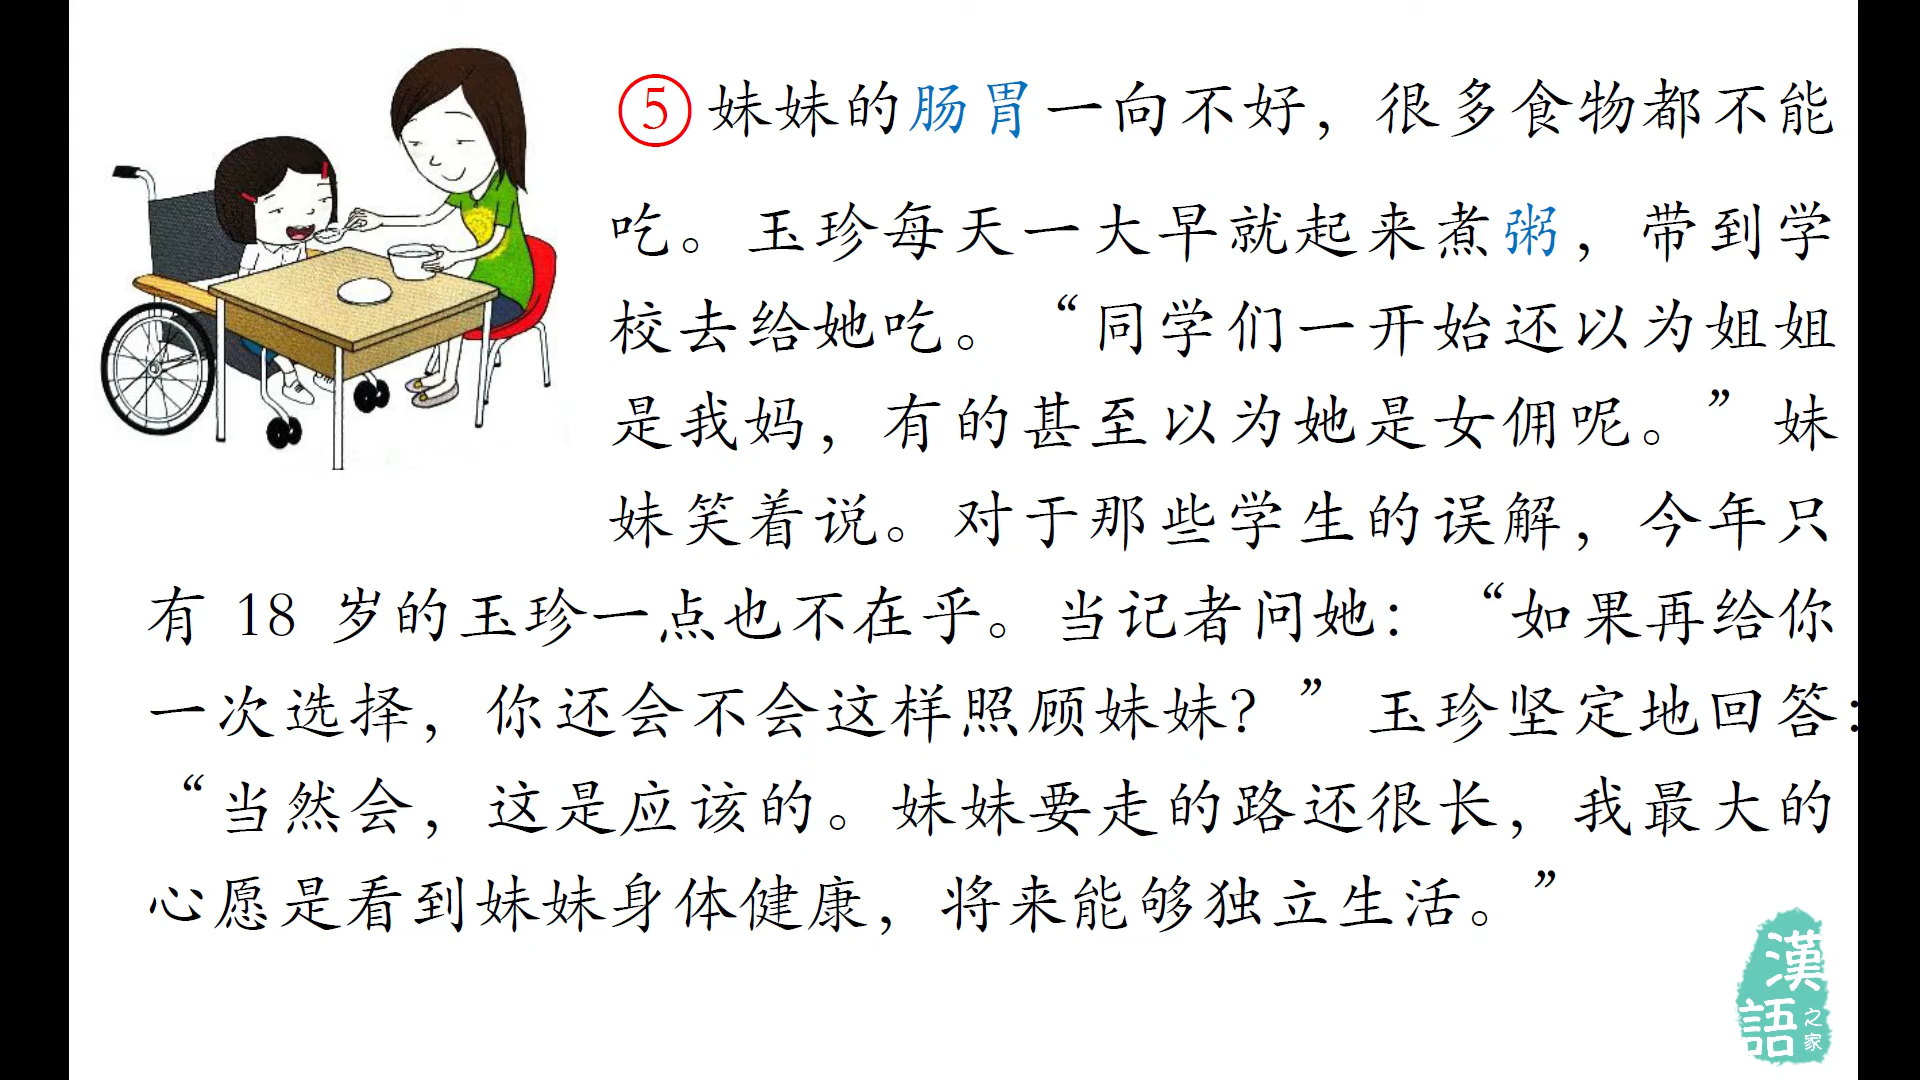 ⑤妹妹的肠胃一向不好，很多食物都不能
吃。玉珍每天一大早就起来煮粥，带到学
校去给她吃。“同学们一开始还以为姐姐
是我妈，有的甚至以为她是女佣呢。”妹
妹笑着说。对于那些学生的误解，今年只
有 18 岁的玉珍一点也不在乎。当记者问她：“如果再给你
一次选择，你还会不会这样照顾妹妹？”玉珍坚定地回答：
“当然会，这是应该的。妹妹要走的路还很长，我最大的
心愿是看到妹妹身体健康，将来能够独立生活。”
漢
語
之家